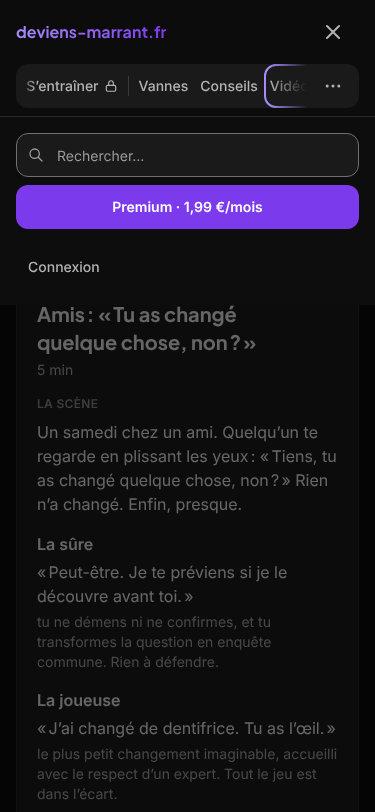 deviens-marrant.fr
S'entraîner Vannes Conseils
Rechercher...
Premium · 1,99 €/mois
Connexion
Amis : « Tu as changé
quelque chose, non ? »
5 min
LA SCÈNE
Un samedi chez un ami. Quelqu'un te
regarde en plissant les yeux : « Tiens, tu
as changé quelque chose, non ? » Rien
n'a changé. Enfin, presque.
La sûre
« Peut-être. Je te préviens si je le
découvre avant toi. »
tu ne démens ni ne confirmes, et tu
transformes la question en enquête
commune. Rien à défendre.
La joueuse
« J'ai changé de dentifrice. Tu as l'œil. »
le plus petit changement imaginable, accueilli
avec le respect d'un expert. Tout le jeu est
dans l'écart.